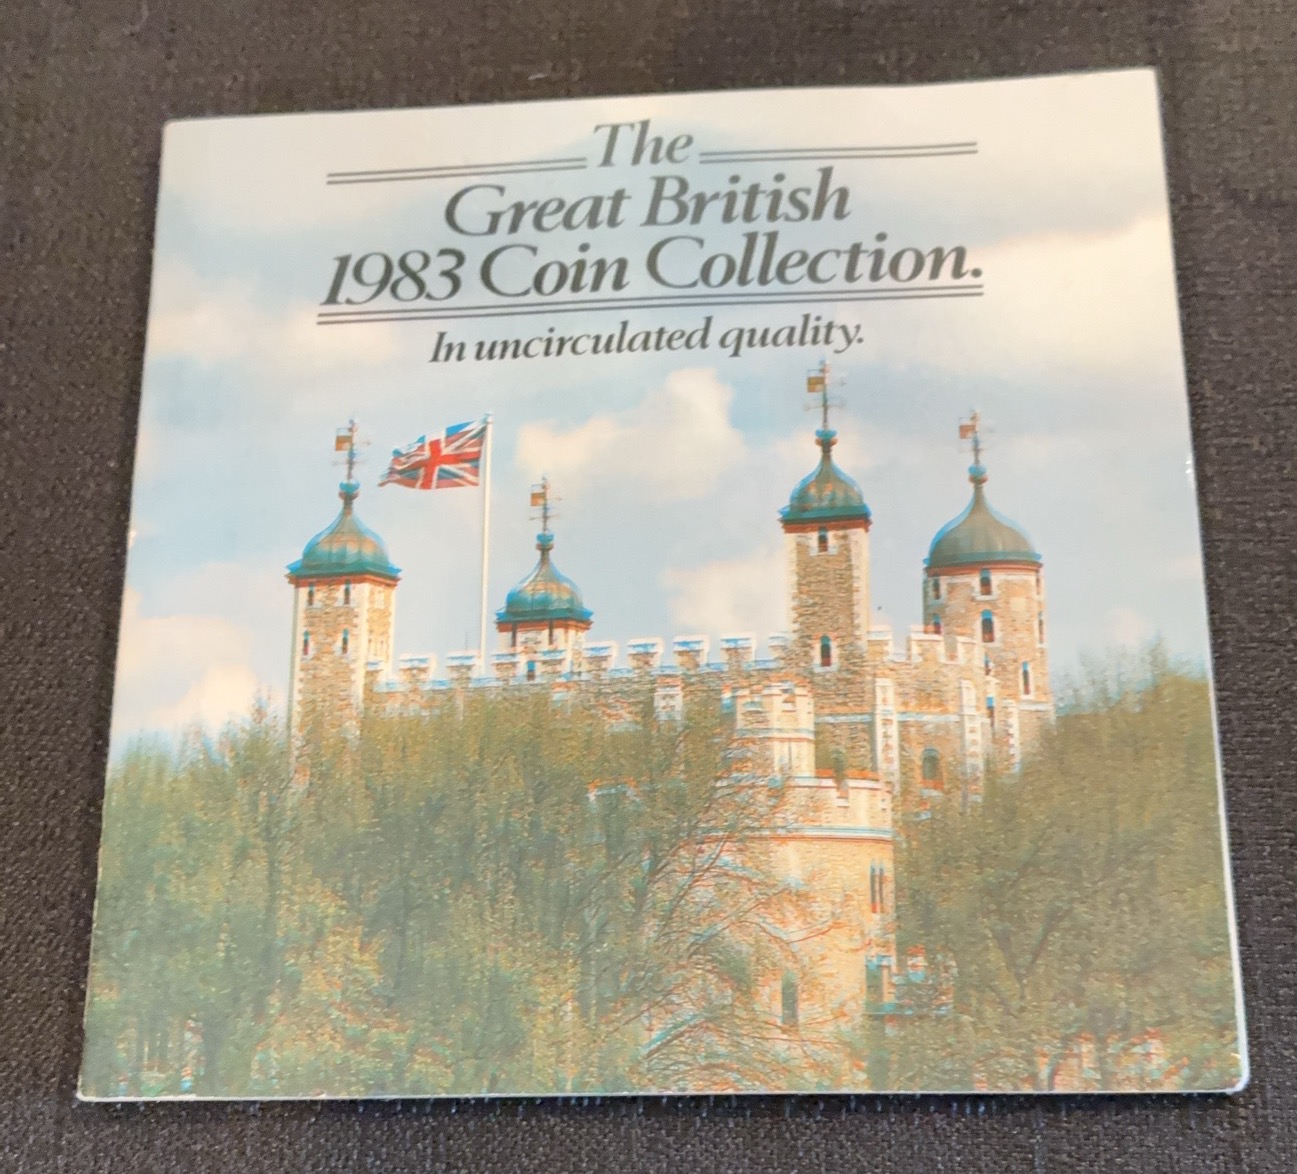 The
Great British
1983 Coin Collection.
In uncirculated quality.